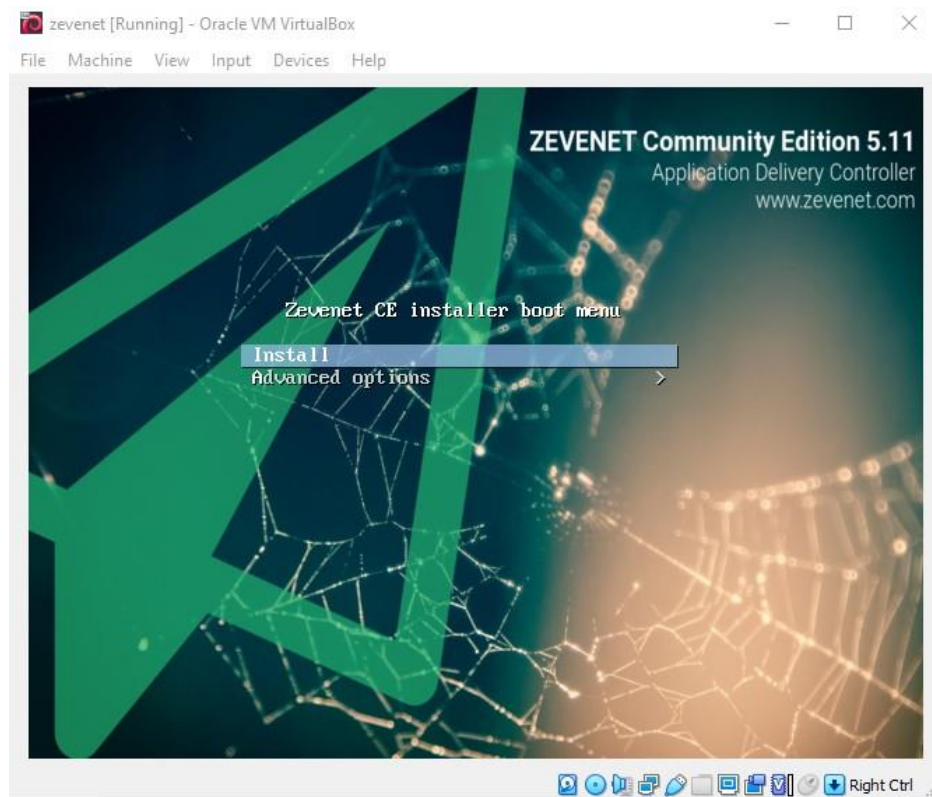 zevenet [Running] - Oracle VM VirtualBox
File Machine View Input Devices Help
ZEVENET Community Edition 5.11
Application Delivery Controller
www.zevenet.com
Zevenet CE installer boot menu
Install
Advanced options >
Right Ctrl